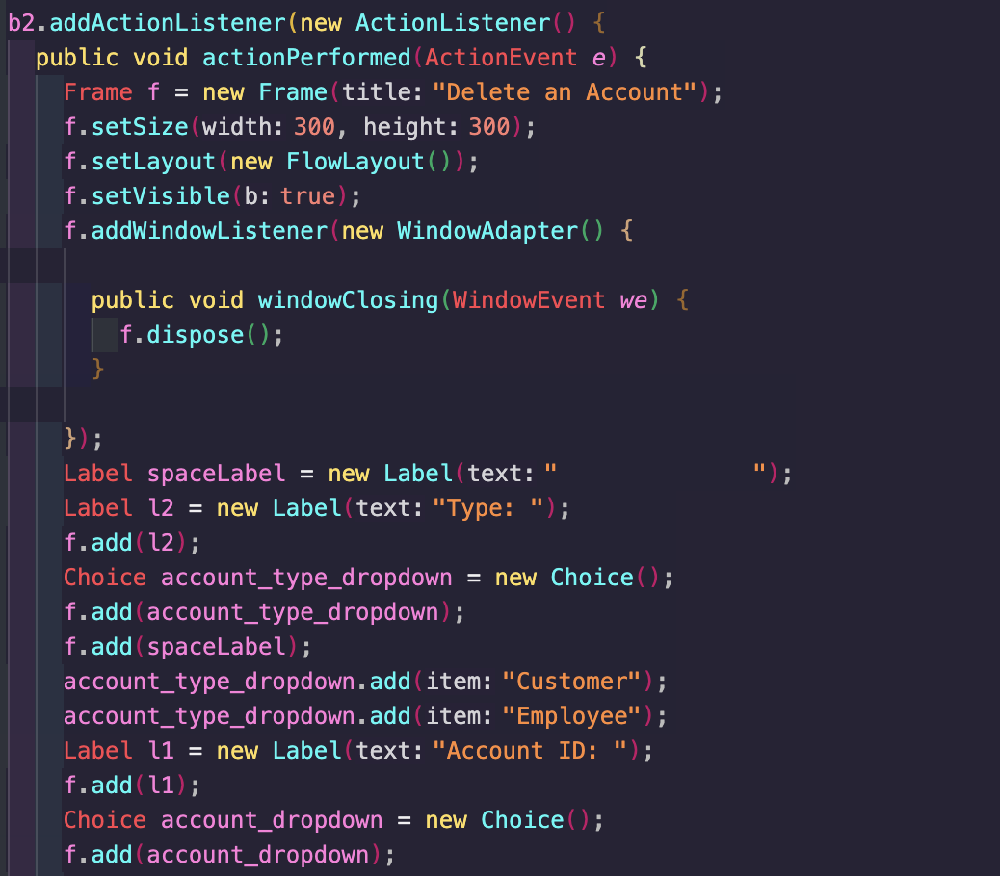 b2.addActionListener(new ActionListener() {
public void actionPerformed(ActionEvent e) {
Frame f = new Frame(title: "Delete an Account");
f.setSize(width: 300, height: 300);
f.setLayout(new FlowLayout());
f.setVisible(b: true);
f.addWindowListener(new WindowAdapter() {
public void windowClosing(WindowEvent we) {
f.dispose();
}
});
Label spaceLabel = new Label(text: "              ");
Label l2 = new Label(text: "Type: ");
f.add(l2);
Choice account_type_dropdown = new Choice();
f.add(account_type_dropdown);
f.add(spaceLabel);
account_type_dropdown.add(item: "Customer");
account_type_dropdown.add(item: "Employee");
Label l1 = new Label(text: "Account ID: ");
f.add(l1);
Choice account_dropdown = new Choice();
f.add(account_dropdown);